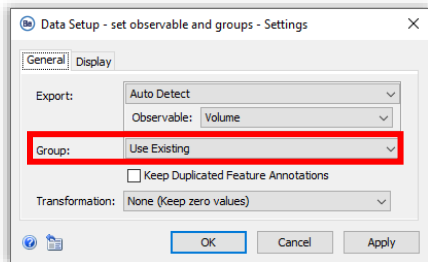 Data Setup - set observable and groups - Settings
General Display
Export: Auto Detect
Observable: Volume
Group: Use Existing
Keep Duplicated Feature Annotations
Transformation: None (Keep zero values)
OK Cancel Apply